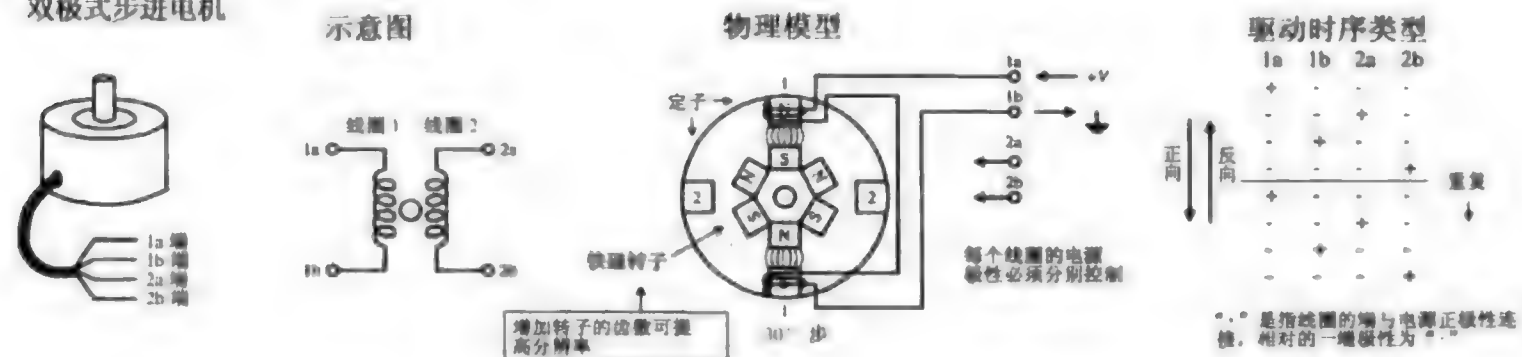 双极式步进电机
示意图
物理模型
驱动时序类型
1a 1b 2a 2b
线圈1 线圈2
1a
2a
1b
2b
1a 端
1b 端
2a 端
2b 端
定子
1
N
S
N
N
2
2
S
S
N
1
铁磁转子
增加转子的齿数可提
高分辨率
30° 步
1a
+V
1b
2a
2b
每个线圈的电源
极性必须分别控制
正向
反向
+ - - -
- - + -
- + - -
- - - +
重复
+ - - -
- - + -
- + - -
- - - +
是指线圈的端与电源正极性连
接，相对的一端极性为